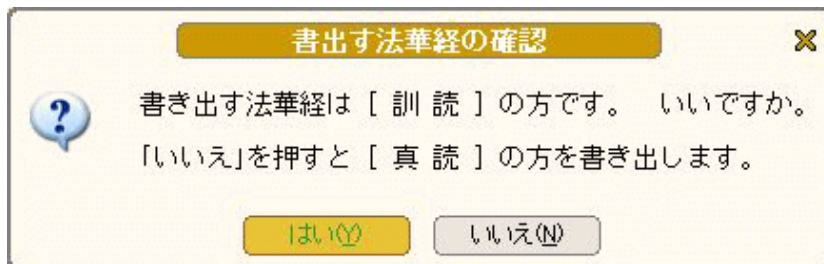 書出す法華経の確認
書き出す法華経は [ 訓 読 ] の方です。　いいですか。
「いいえ」を押すと [ 真 読 ] の方を書き出します。
はい(Y) いいえ(N)